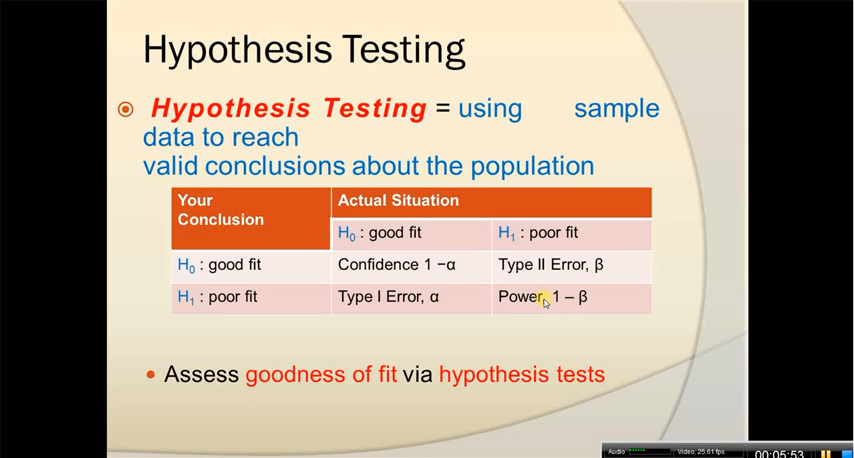 Hypothesis Testing
Hypothesis Testing = using sample
data to reach
valid conclusions about the population
Your Conclusion Actual Situation
H₀ : good fit H₁ : poor fit
H₀ : good fit Confidence 1 −α Type II Error, β
H₁ : poor fit Type I Error, α Power, 1 – β
• Assess goodness of fit via hypothesis tests
Audio Video: 25.61 fps 00:05:53